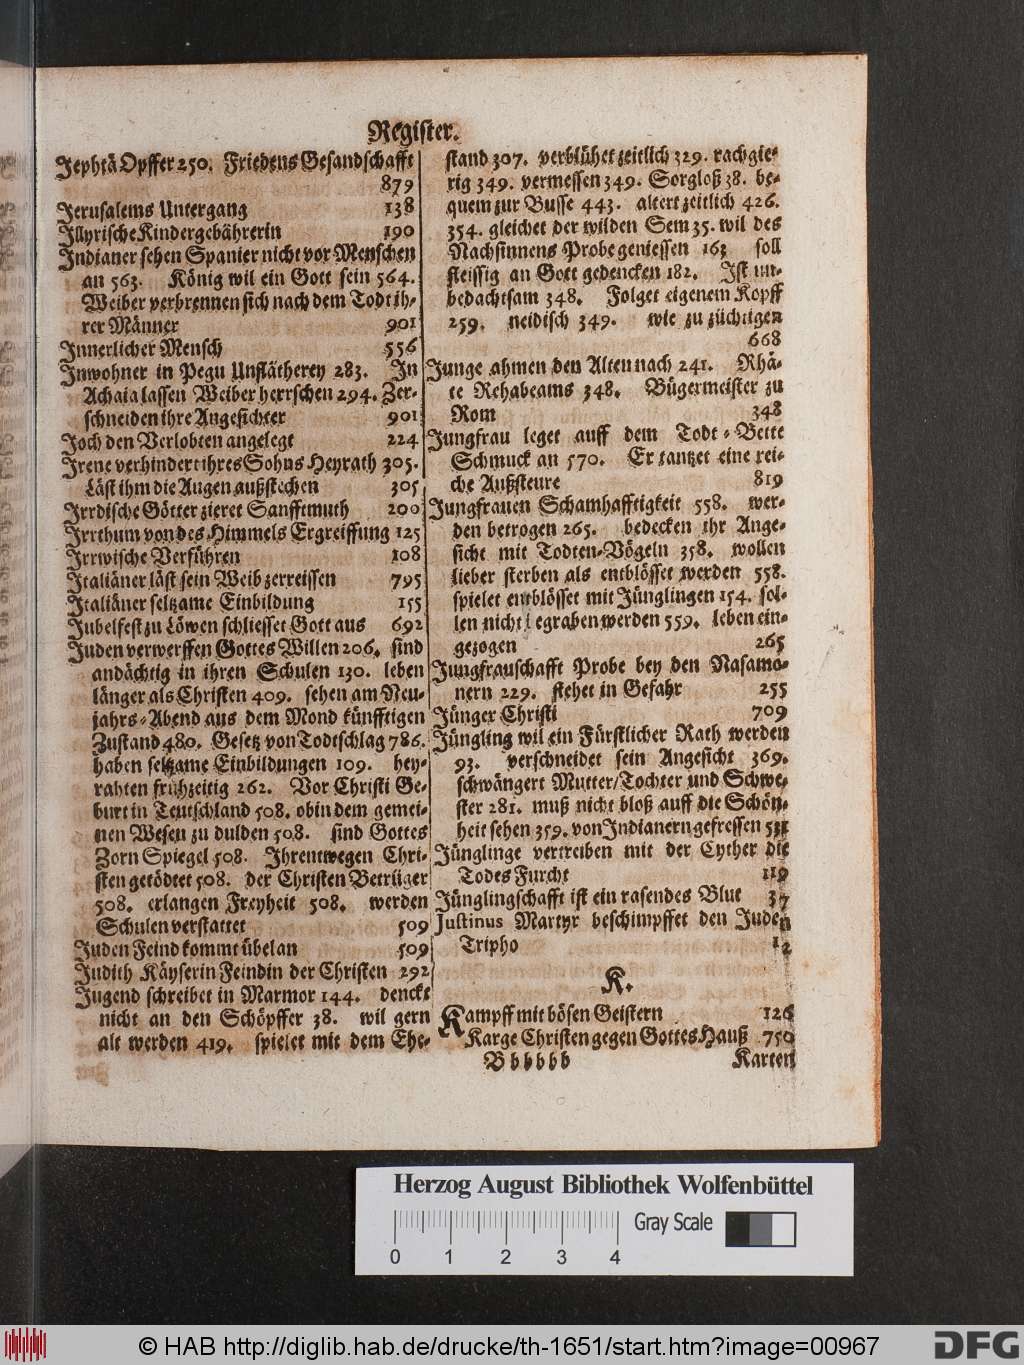 Register.
Jephtä Opffer 250. Friedens Gesandschafft
879
Jerusalems Untergang 138
Illyrische Kindergebährerin 190
Indianer sehen Spanier nicht vor Menschen
an 563. König wil ein Gott sein 564.
Weiber verbrennen sich nach dem Todt ih-
rer Männer 901
Innerlicher Mensch 556
Inwohner in Pegu Unflätherey 283. In
Achaia lassen Weiber herrschen 294. Zer-
schneiden ihre Angesichter 901
Joch den Verlobten angelegt 224
Irene verhindert ihres Sohns Heyrath 305.
Läst ihm die Augen außstechen 305
Irrdische Götter zieret Sanfftmuth 200
Irrthum von des Himmels Ergreiffung 125
Irrwische Verführen 108
Italiäner läst sein Weib zerreissen 795
Italiäner seltzame Einbildung 155
Jubelfest zu Löwen schliesset Gott aus 692
Juden verwerffen Gottes Willen 206. sind
andächtig in ihren Schulen 130. leben
länger als Christen 409. sehen am Neu-
jahrs-Abend aus dem Mond künfftigen
Zustand 480. Gesetz von Todtschlag 786.
haben seltzame Einbildungen 109. hey-
rahten frühzeitig 262. Vor Christi Ge-
burt in Teutschland 508. ob in dem gemei-
nen Wesen zu dulden 508. sind Gottes
Zorn Spiegel 508. Ihrentwegen Chri-
sten getödtet 508. der Christen Betrüger
508. erlangen Freyheit 508. werden
Schulen verstattet 509
Juden Feind kommt übel an 509
Judith Käyserin Feindin der Christen 292
Jugend schreibet in Marmor 144. denckt
nicht an den Schöpffer 38. wil gern
alt werden 419. spielet mit dem Ehe-
stand 307. verblühet zeitlich 329. rachgie-
rig 349. vermessen 349. Sorgloß 38. be-
quem zur Busse 443. altert zeitlich 426.
354. gleichet der wilden Sem 35. wil des
Nachsinnens Probe geniessen 163 soll
fleissig an Gott gedencken 182. Ist un-
bedachtsam 348. Folget eigenem Kopff
259. neidisch 349. wie zu züchtigen
668
Junge ahmen den Alten nach 241. Rhä-
te Rehabeams 348. Bügermeister zu
Rom 348
Jungfrau leget auff dem Todt-Bette
Schmuck an 570. Er tantzet eine rei-
che Außsteure 819
Jungfrauen Schamhafftigkeit 558. wer-
den betrogen 265. bedecken ihr Ange-
sicht mit Todten-Vögeln 358. wollen
lieber sterben als entblösset werden 558.
spielet entblösset mit Jünglingen 154. sol-
len nicht egraben werden 559. leben ein-
gezogen 265
Jungfrauschafft Probe bey den Nasamo-
nern 229. stehet in Gefahr 255
Jünger Christi 709
Jüngling wil ein Fürstlicher Rath werden
93. verschneidet sein Angesicht 369.
schwängert Mutter/Tochter und Schwe-
ster 281. muß nicht bloß auff die Schön-
heit sehen 359. von Indianern gefressen
Jünglinge vertreiben mit der Cyther die
Todes Furcht 119
Jünglingschafft ist ein rasendes Blut 37
Justinus Martyr beschimpffet den Juden
Tripho 12
K.
Kampff mit bösen Geistern 126
Karge Christen gegen Gottes Hauß 750
Bbbbbb Karten
Herzog August Bibliothek Wolfenbüttel
Gray Scale
0 1 2 3 4
© HAB http://diglib.hab.de/drucke/th-1651/start.htm?image=00967
DFG